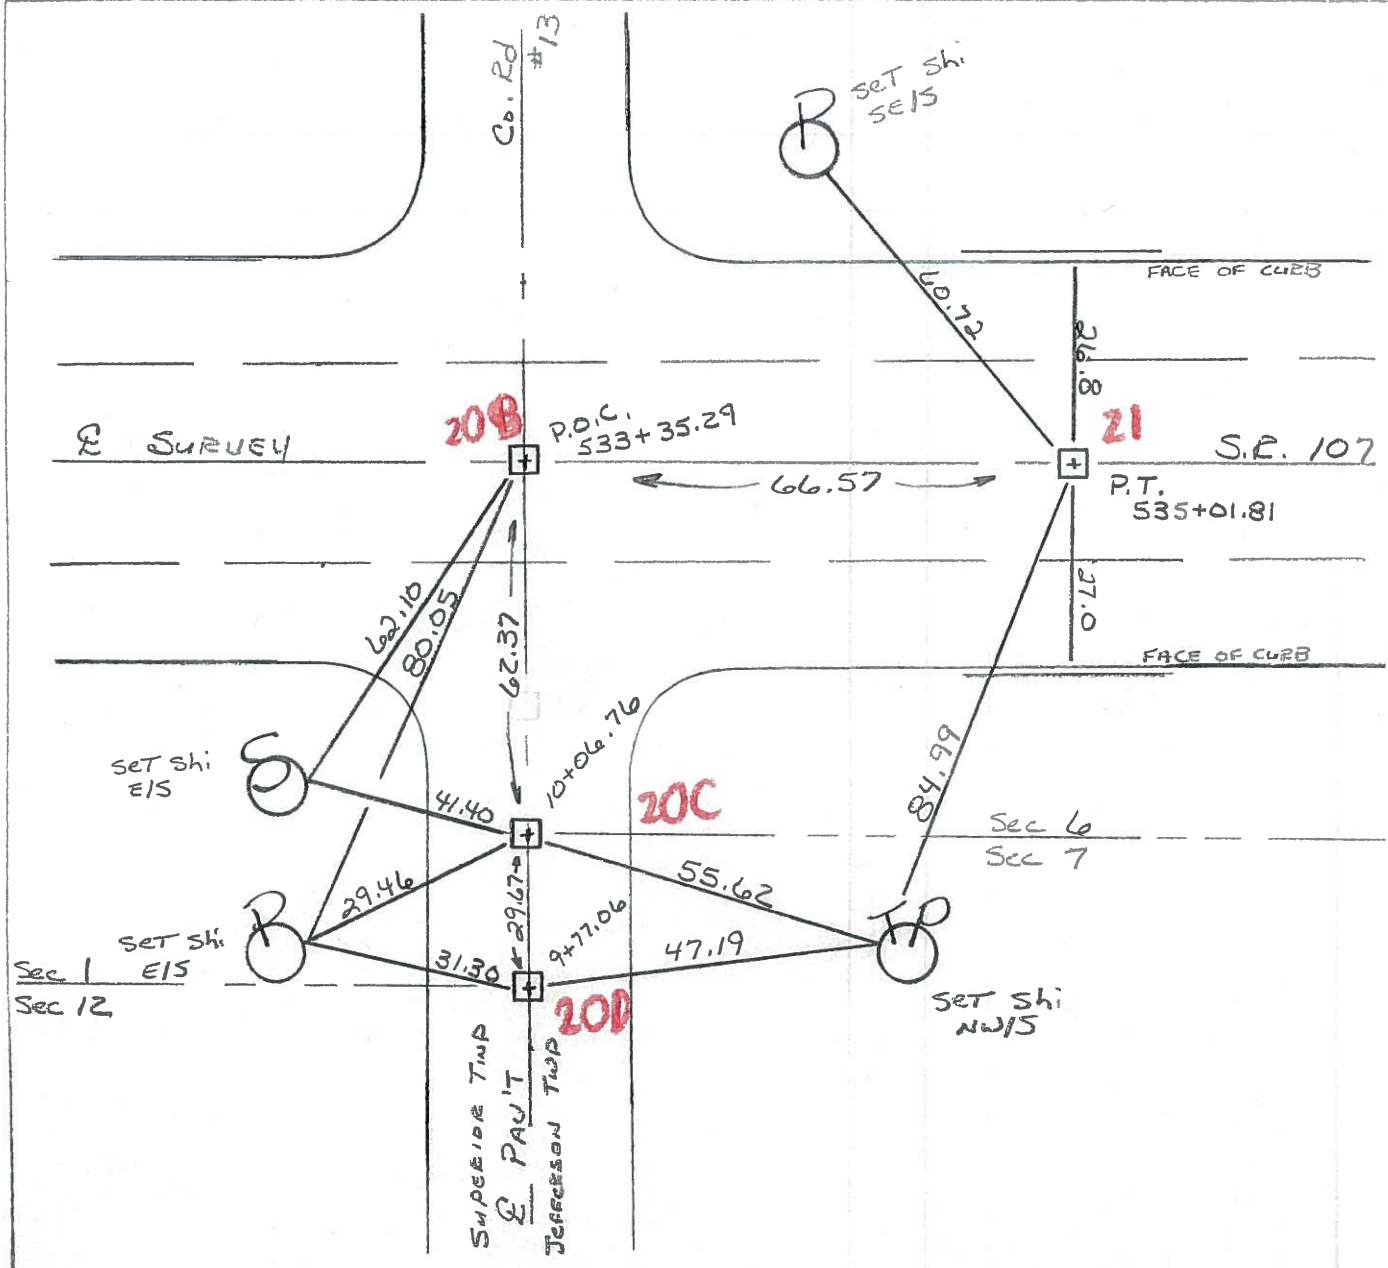 Co. Rd
#13
P
SET Shi
SE/S
FACE OF CURB
60.72
26.80
20B
P.O.C.
533+35.29
21
℄ SURVEY
S.R. 107
66.57
P.T.
535+01.81
62.10
80.05
62.37
27.0
FACE OF CURB
84.99
10+06.76
SET Shi
E/S
S
41.40
20C
Sec 6
Sec 7
29.46
29.67
55.62
9+77.06
P
SET Shi
E/S
31.30
47.19
TP
Sec 1
Sec 12
20D
SET Shi
NW/S
SUPERIOR TWP
℄ PAV'T
JEFFERSON TWP